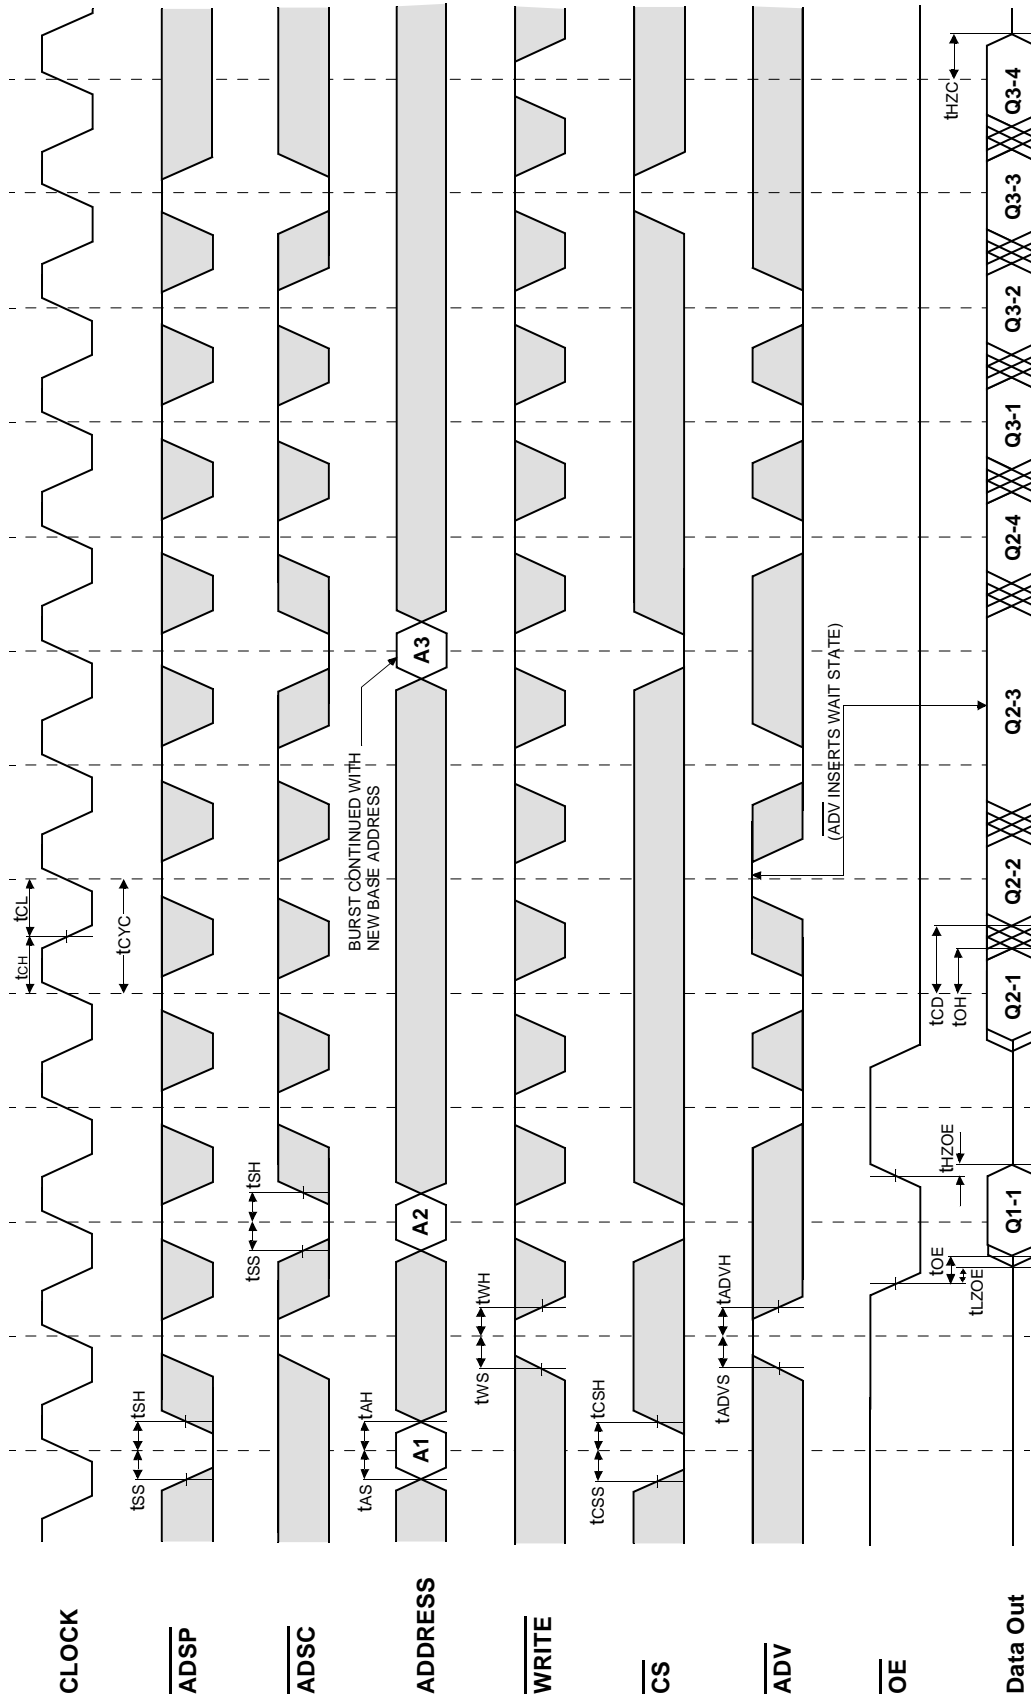 CLOCK
tCH
tCL
tCYC
ADSP
tSS
tSH
ADSC
tSS
tSH
ADDRESS
tAS
tAH
A1
A2
BURST CONTINUED WITH
NEW BASE ADDRESS
A3
WRITE
tWS
tWH
CS
tCSS
tCSH
ADV
tADVS
tADVH
(ADV INSERTS WAIT STATE)
OE
tOE
tLZOE
tHZOE
tCD
tOH
tHZC
Data Out
Q1-1
Q2-1
Q2-2
Q2-3
Q2-4
Q3-1
Q3-2
Q3-3
Q3-4